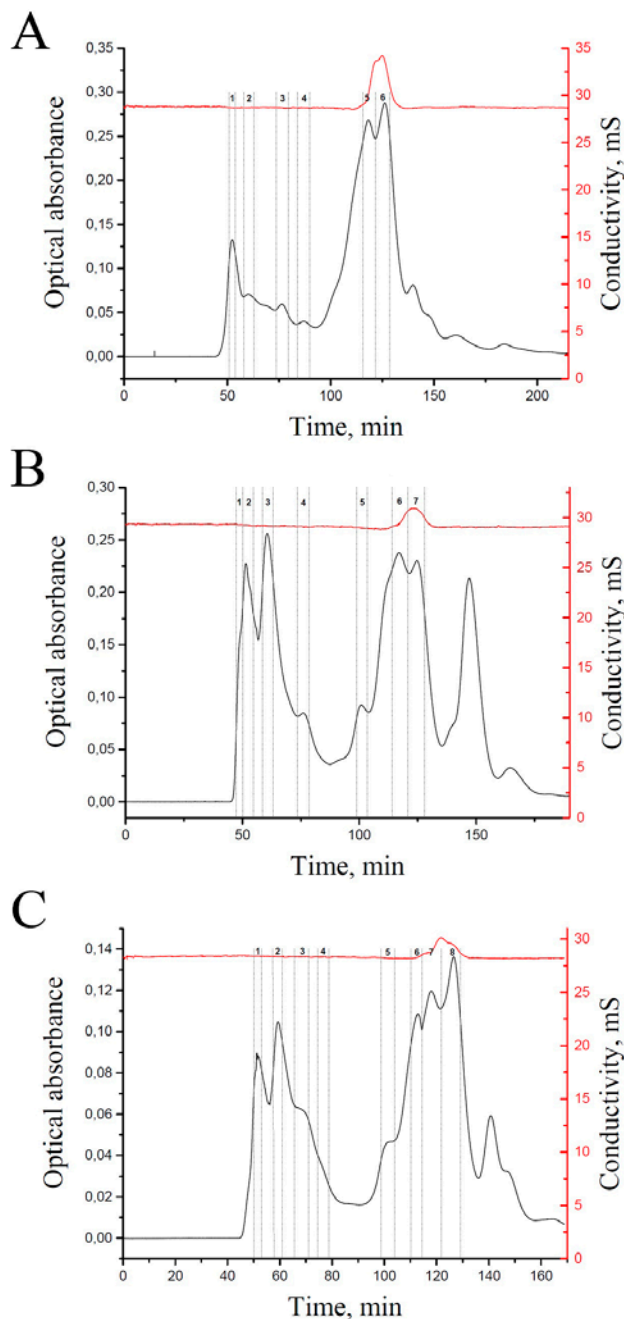 A
0,35
0,30
0,25
0,20
0,15
0,10
0,05
0,00
Optical absorbance
1 2 3 4 5 6
35
30
25
20
15
10
5
0
Conductivity, mS
0 50 100 150 200
Time, min
B
0,30
0,25
0,20
0,15
0,10
0,05
0,00
Optical absorbance
1 2 3 4 5 6 7
30
25
20
15
10
5
0
Conductivity, mS
0 50 100 150
Time, min
C
0,14
0,12
0,10
0,08
0,06
0,04
0,02
0,00
Optical absorbance
1 2 3 4 5 6 7 8
30
25
20
15
10
5
0
Conductivity, mS
0 20 40 60 80 100 120 140 160
Time, min